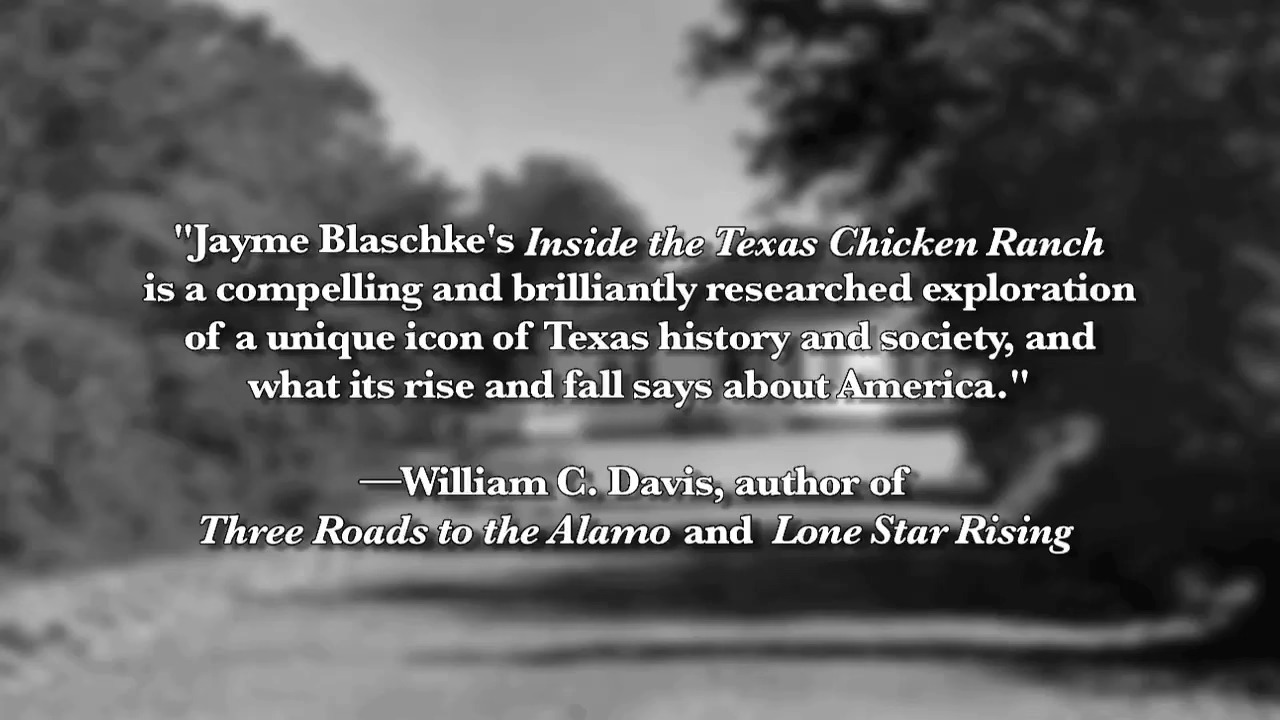 "Jayme Blaschke's Inside the Texas Chicken Ranch
is a compelling and brilliantly researched exploration
of a unique icon of Texas history and society, and
what its rise and fall says about America."
—William C. Davis, author of
Three Roads to the Alamo and Lone Star Rising